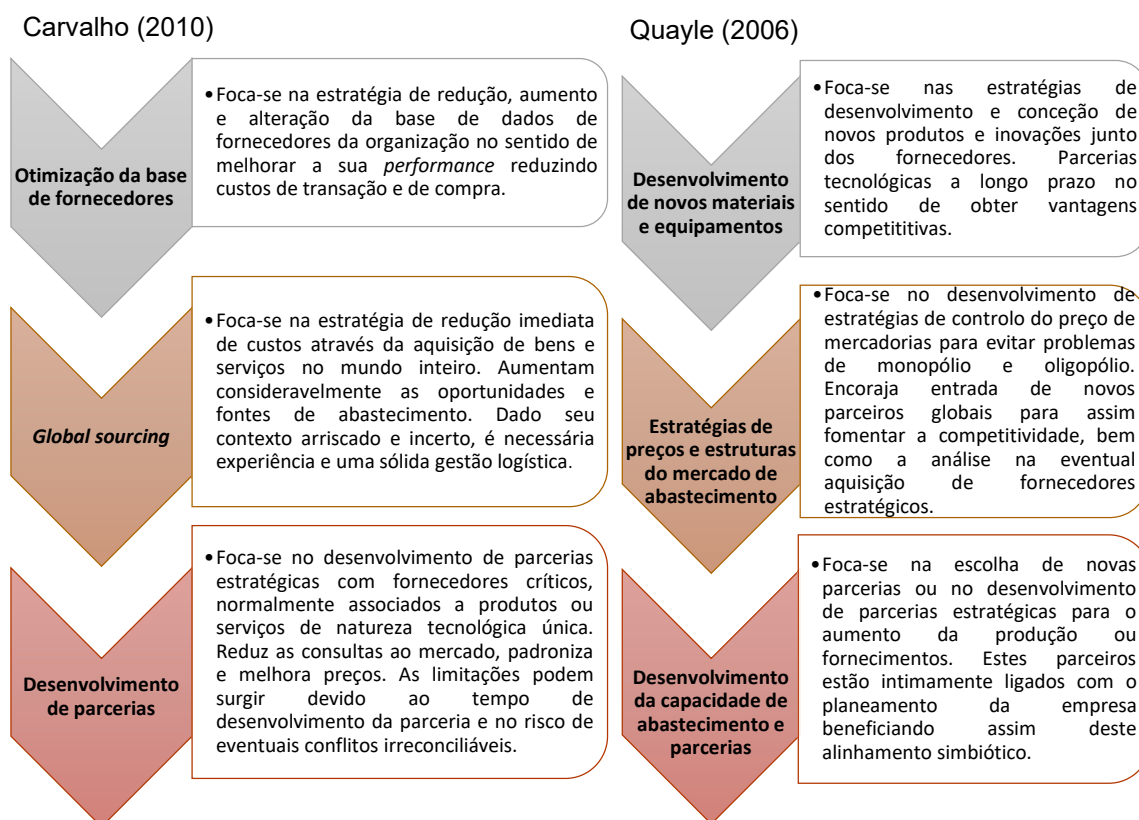 Carvalho (2010)
Otimização da base
de fornecedores
•Foca-se na estratégia de redução, aumento
e alteração da base de dados de
fornecedores da organização no sentido de
melhorar a sua performance reduzindo
custos de transação e de compra.
Global sourcing
•Foca-se na estratégia de redução imediata
de custos através da aquisição de bens e
serviços no mundo inteiro. Aumentam
consideravelmente as oportunidades e
fontes de abastecimento. Dado seu
contexto arriscado e incerto, é necessária
experiência e uma sólida gestão logística.
Desenvolvimento
de parcerias
•Foca-se no desenvolvimento de parcerias
estratégicas com fornecedores críticos,
normalmente associados a produtos ou
serviços de natureza tecnológica única.
Reduz as consultas ao mercado, padroniza
e melhora preços. As limitações podem
surgir devido ao tempo de
desenvolvimento da parceria e no risco de
eventuais conflitos irreconciliáveis.
Quayle (2006)
Desenvolvimento
de novos materiais
e equipamentos
•Foca-se nas estratégias de
desenvolvimento e conceção de
novos produtos e inovações junto
dos fornecedores. Parcerias
tecnológicas a longo prazo no
sentido de obter vantagens
competititivas.
Estratégias de
preços e estruturas
do mercado de
abastecimento
•Foca-se no desenvolvimento de
estratégias de controlo do preço de
mercadorias para evitar problemas
de monopólio e oligopólio.
Encoraja entrada de novos
parceiros globais para assim
fomentar a competitividade, bem
como a análise na eventual
aquisição de fornecedores
estratégicos.
Desenvolvimento
da capacidade de
abastecimento e
parcerias
•Foca-se na escolha de novas
parcerias ou no desenvolvimento
de parcerias estratégicas para o
aumento da produção ou
fornecimentos. Estes parceiros
estão intimamente ligados com o
planeamento da empresa
beneficiando assim deste
alinhamento simbiótico.